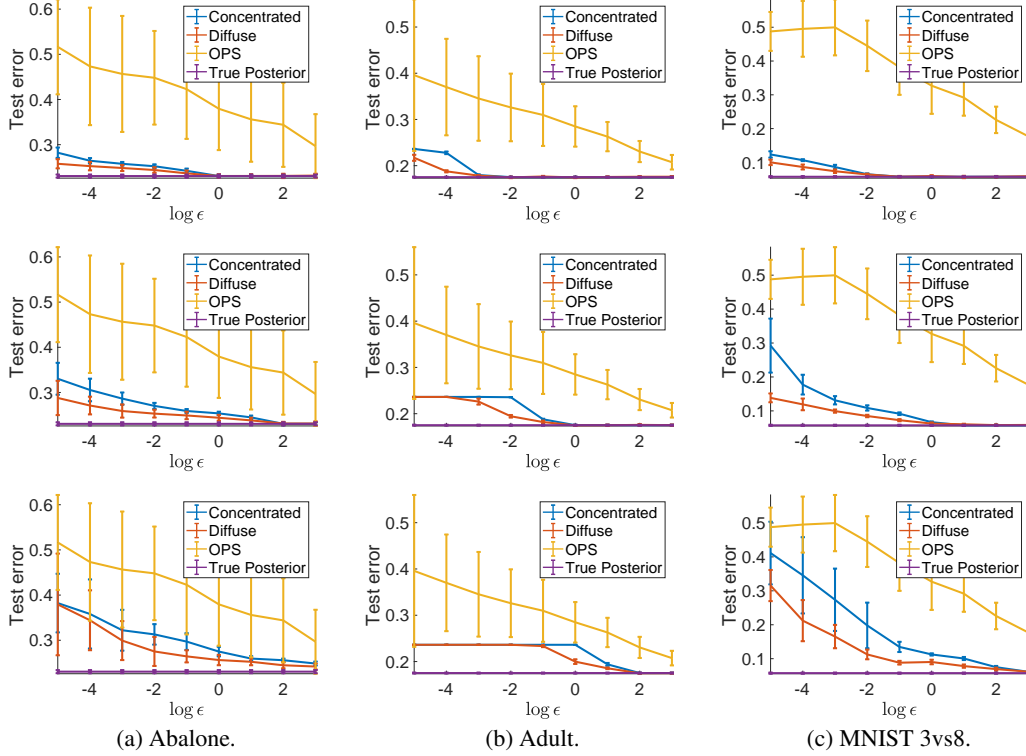 Test error
0.6
0.5
0.4
0.3
Concentrated
Diffuse
OPS
True Posterior
-4 -2 0 2
log ϵ
Test error
0.5
0.4
0.3
0.2
Concentrated
Diffuse
OPS
True Posterior
-4 -2 0 2
log ϵ
Test error
0.5
0.4
0.3
0.2
0.1
Concentrated
Diffuse
OPS
True Posterior
-4 -2 0 2
log ϵ
Test error
0.6
0.5
0.4
0.3
Concentrated
Diffuse
OPS
True Posterior
-4 -2 0 2
log ϵ
Test error
0.5
0.4
0.3
0.2
Concentrated
Diffuse
OPS
True Posterior
-4 -2 0 2
log ϵ
Test error
0.5
0.4
0.3
0.2
0.1
Concentrated
Diffuse
OPS
True Posterior
-4 -2 0 2
log ϵ
Test error
0.6
0.5
0.4
0.3
Concentrated
Diffuse
OPS
True Posterior
-4 -2 0 2
log ϵ
Test error
0.5
0.4
0.3
0.2
Concentrated
Diffuse
OPS
True Posterior
-4 -2 0 2
log ϵ
Test error
0.5
0.4
0.3
0.2
0.1
Concentrated
Diffuse
OPS
True Posterior
-4 -2 0 2
log ϵ
(a) Abalone.
(b) Adult.
(c) MNIST 3vs8.